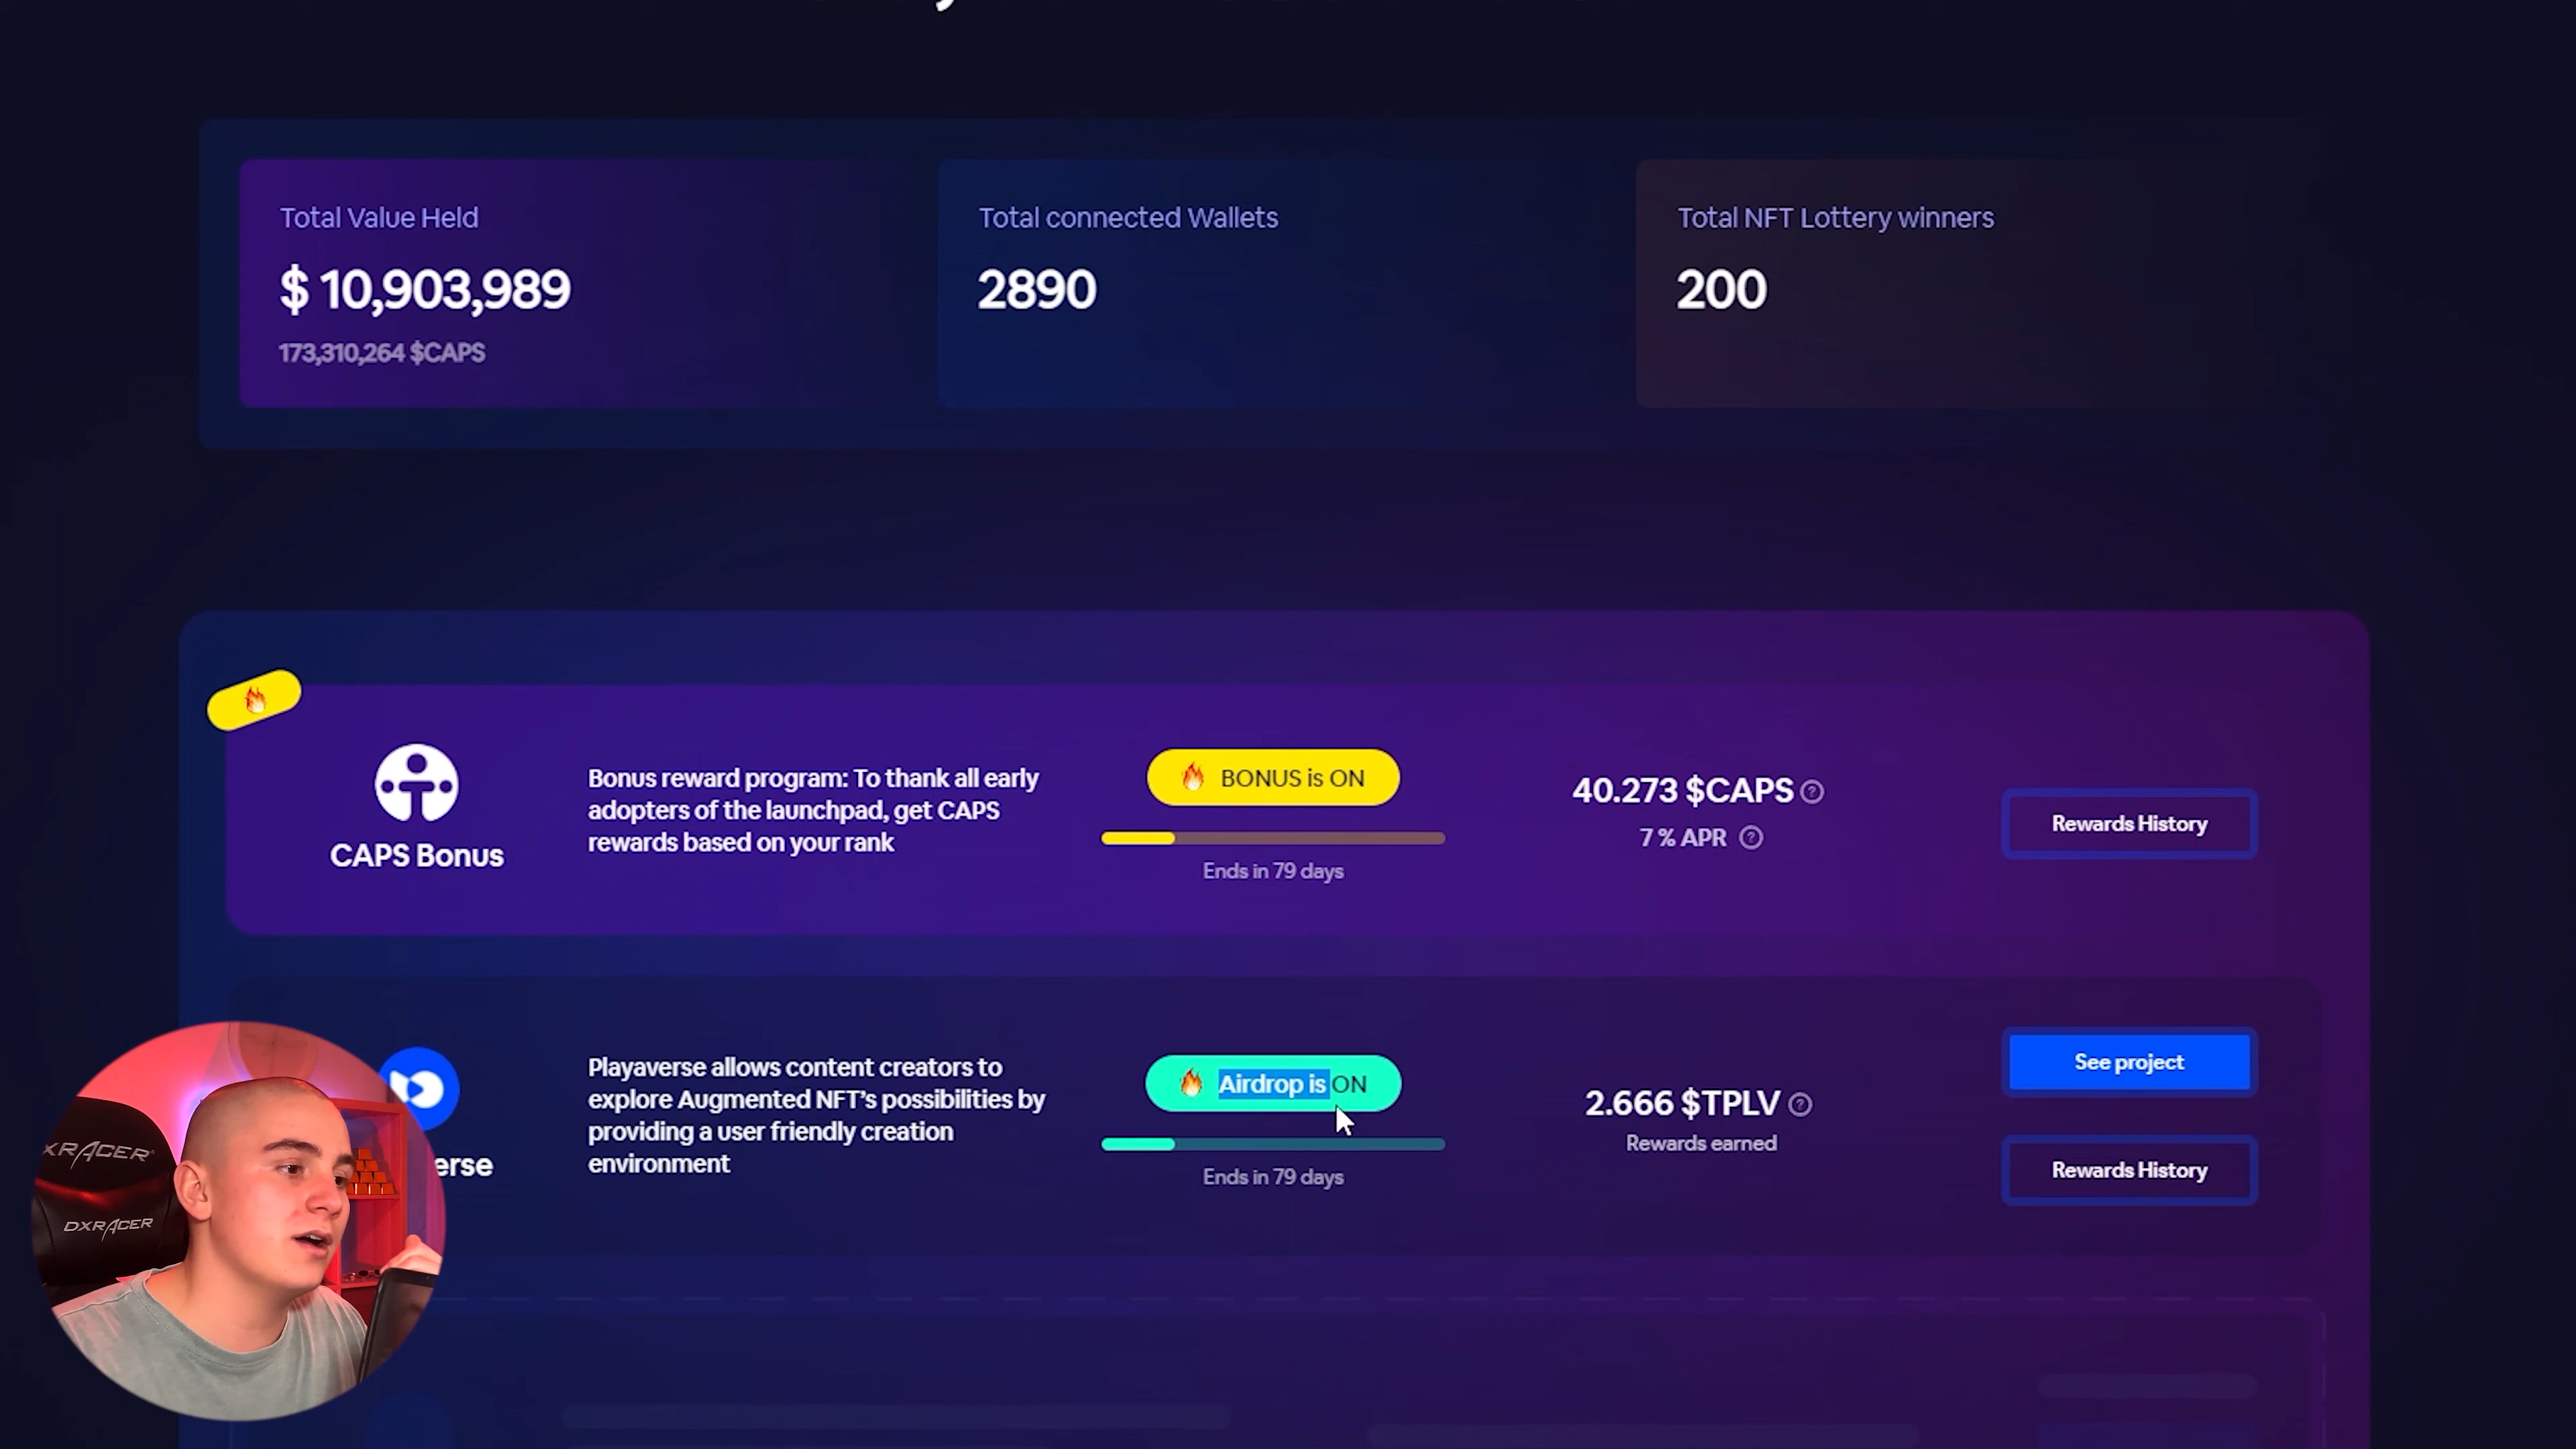 Total Value Held
$ 10,903,989
173,310,264 $CAPS
Total connected Wallets
2890
Total NFT Lottery winners
200
CAPS Bonus
Bonus reward program: To thank all early
adopters of the launchpad, get CAPS
rewards based on your rank
🔥 BONUS is ON
Ends in 79 days
40.273 $CAPS ?
7 % APR ?
Rewards History
erse
Playaverse allows content creators to
explore Augmented NFT's possibilities by
providing a user friendly creation
environment
🔥 Airdrop is ON
Ends in 79 days
2.666 $TPLV ?
Rewards earned
See project
Rewards History
XRACER
DXRACER